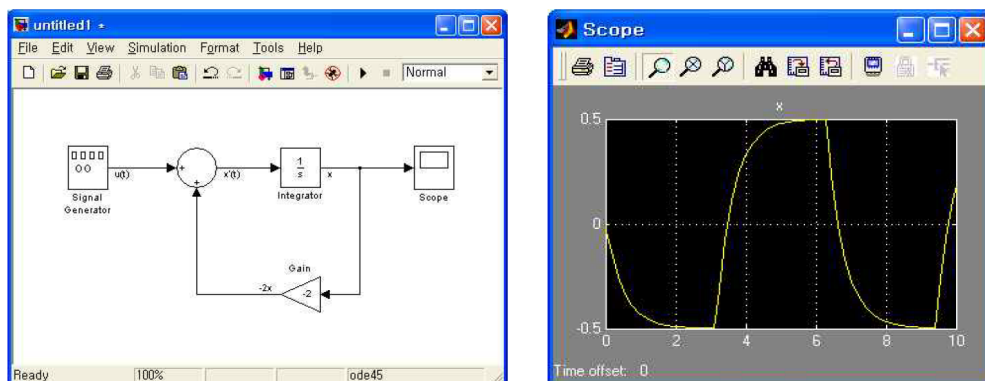 untitled1 *
File Edit View Simulation Format Tools Help
Normal
Signal
Generator
u(t)
+
+
x'(t)
1
s
Integrator
x
Scope
Gain
-2
-2x
Ready 100% ode45
Scope
x
0.5
0
-0.5
0 2 4 6 8 10
Time offset: 0